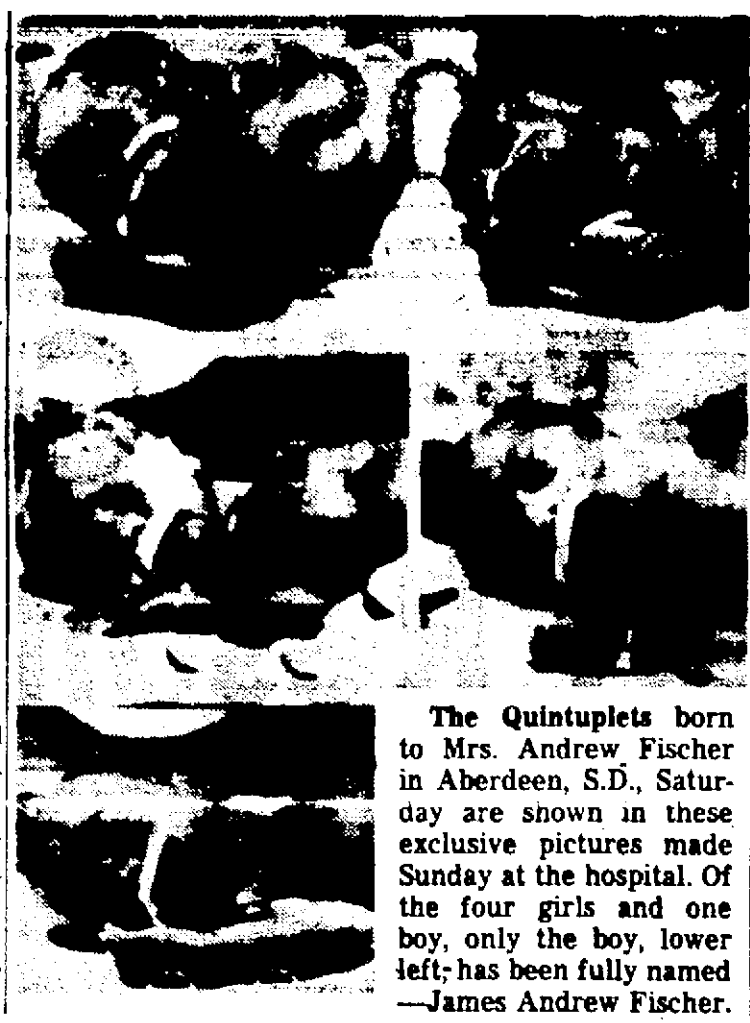 The Quintuplets born
to Mrs. Andrew Fischer
in Aberdeen, S.D., Satur-
day are shown in these
exclusive pictures made
Sunday at the hospital. Of
the four girls and one
boy, only the boy, lower
left, has been fully named
—James Andrew Fischer.